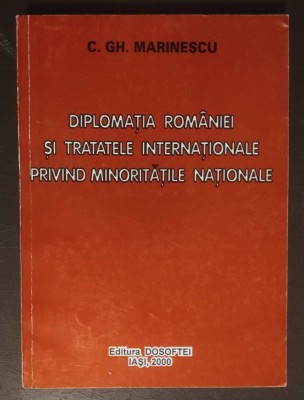 C. GH. MARINESCU
DIPLOMAȚIA ROMÂNIEI
ȘI TRATATELE INTERNAȚIONALE
PRIVIND MINORITĂȚILE NAȚIONALE
Editura DOSOFTEI
IAȘI, 2000